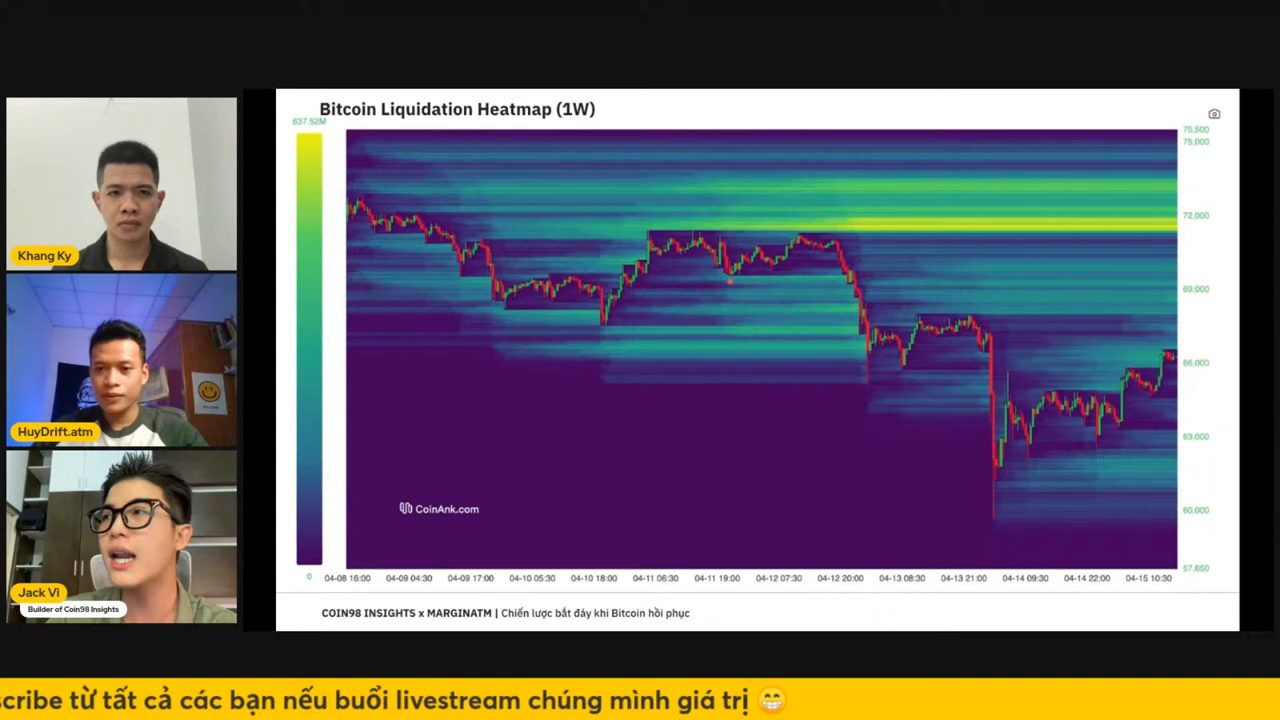 Bitcoin Liquidation Heatmap (1W)
637.52M
0
75,500
75,000
72,000
69,000
66,000
63,000
60,000
57,650
CoinAnk.com
04-08 16:00 04-09 04:30 04-09 17:00 04-10 05:30 04-10 18:00 04-11 06:30 04-11 19:00 04-12 07:30 04-12 20:00 04-13 08:30 04-13 21:00 04-14 09:30 04-14 22:00 04-15 10:30
COIN98 INSIGHTS x MARGINATM | Chiến lược bắt đáy khi Bitcoin hồi phục
Khang Ky
HuyDrift.atm
Jack Vĩ
Builder of Coin98 Insights
scribe từ tất cả các bạn nếu buổi livestream chúng mình giá trị 😁